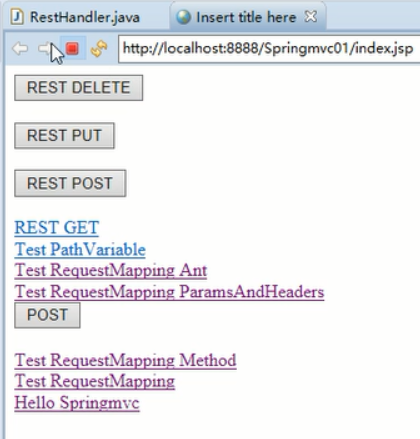 RestHandler.java Insert title here
http://localhost:8888/Springmvc01/index.jsp
REST DELETE
REST PUT
REST POST
REST GET
Test PathVariable
Test RequestMapping Ant
Test RequestMapping ParamsAndHeaders
POST
Test RequestMapping Method
Test RequestMapping
Hello Springmvc